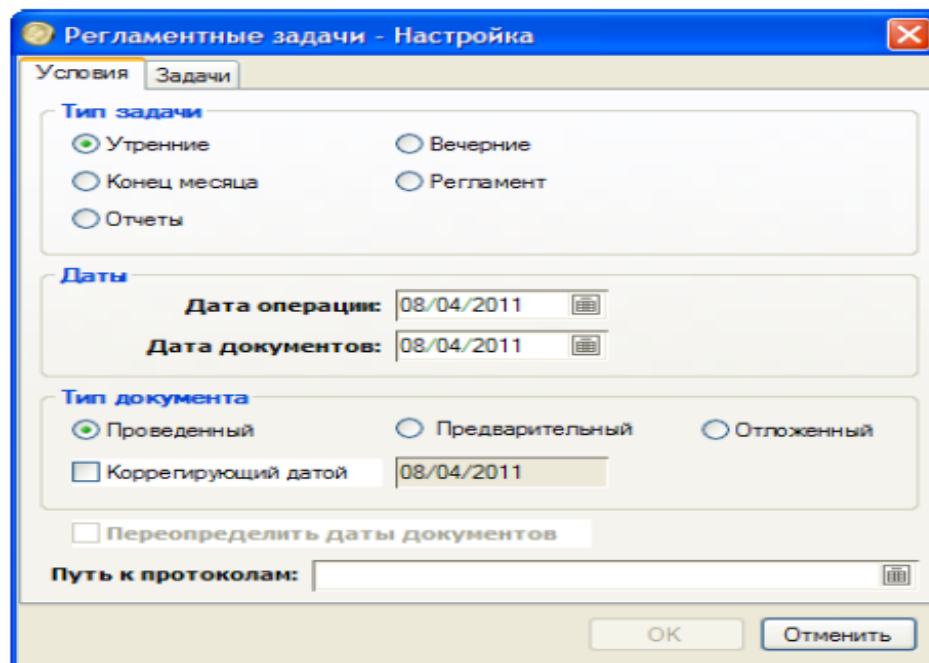 Регламентные задачи - Настройка
Условия Задачи
Тип задачи
Утренние Вечерние
Конец месяца Регламент
Отчеты
Даты
Дата операции: 08/04/2011
Дата документов: 08/04/2011
Тип документа
Проведенный Предварительный Отложенный
Коррегирующий датой 08/04/2011
Переопределить даты документов
Путь к протоколам:
OK Отменить